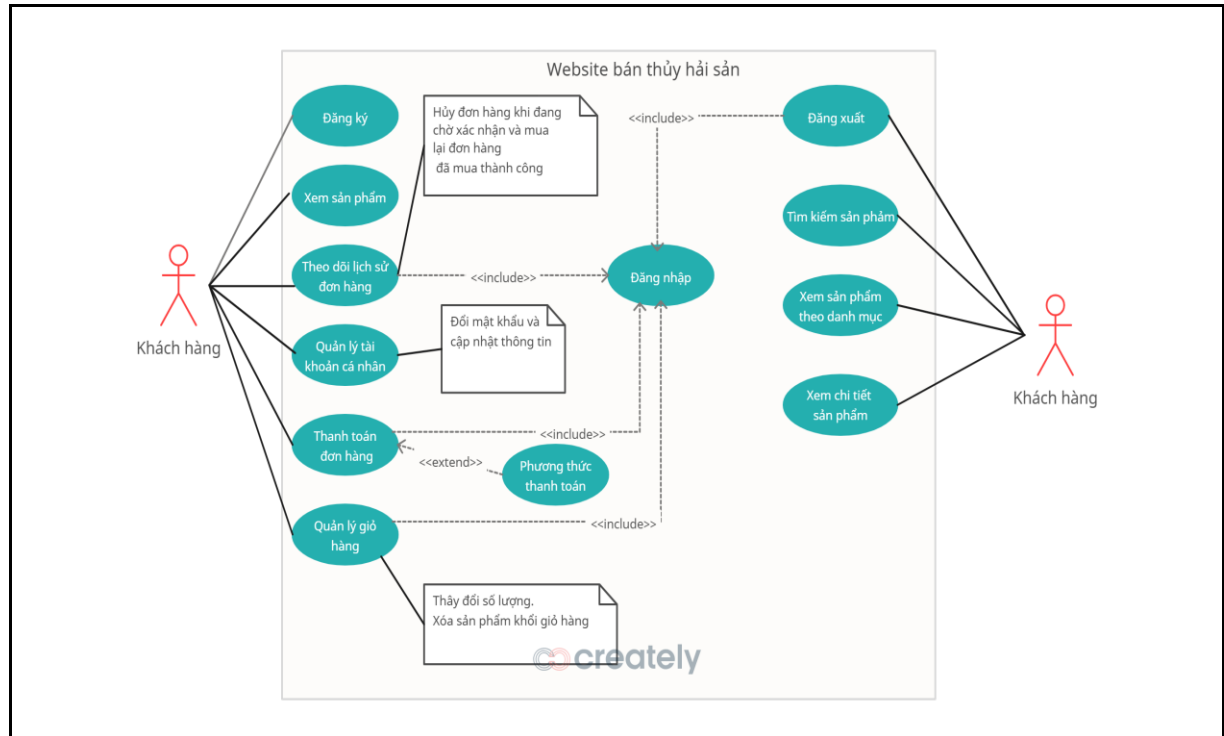 Website bán thủy hải sản
Đăng ký
Hủy đơn hàng khi đang
chờ xác nhận và mua
lại đơn hàng
đã mua thành công
<<include>>
Đăng xuất
Xem sản phẩm
Tìm kiếm sản phảm
Theo dõi lịch sử
đơn hàng
<<include>>
Đăng nhập
Xem sản phẩm
theo danh mục
Khách hàng
Quản lý tài
khoản cá nhân
Đổi mật khẩu và
cập nhật thông tin
Khách hàng
Xem chi tiết
sản phẩm
Thanh toán
đơn hàng
<<include>>
<<extend>>
Phương thức
thanh toán
Quản lý giỏ
hàng
<<include>>
Thây đổi số lượng.
Xóa sản phẩm khổi giỏ hàng
creately